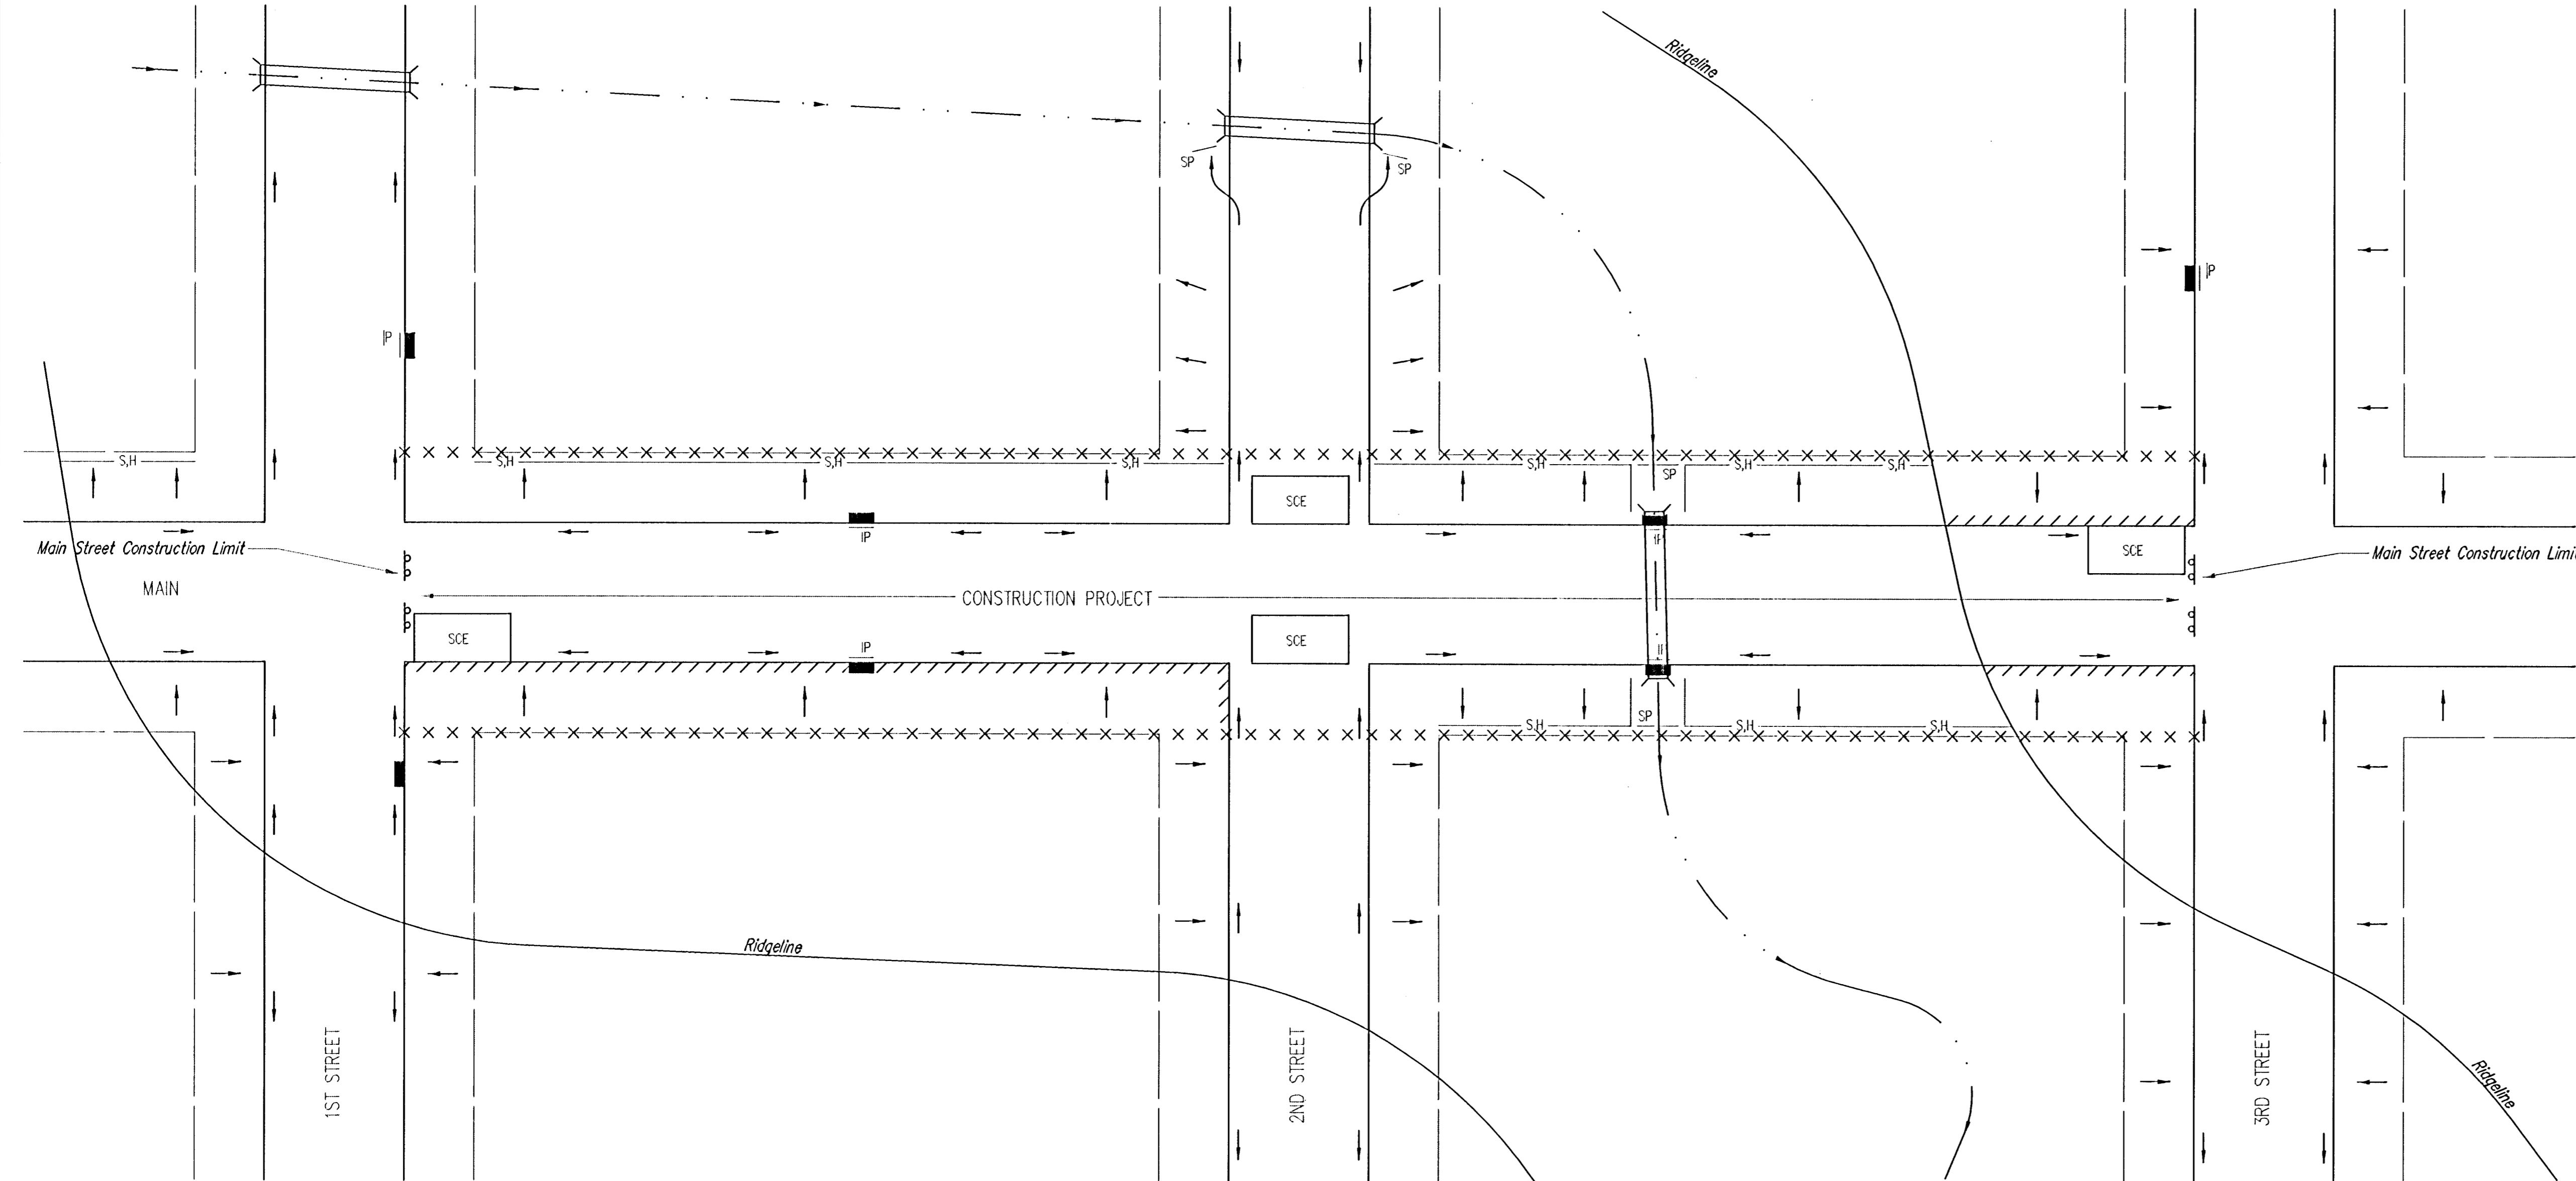 Ridgeline
SP
SP
IP
IP
S,H
S,H
S,H
S,H
S,H
S,H
S,H
SP
SCE
Main Street Construction Limit
IP
IP
SCE
Main Street Construction Limi
MAIN
CONSTRUCTION PROJECT
SCE
IP
SCE
SP
S,H
S,H
S,H
Ridgeline
1ST STREET
2ND STREET
3RD STREET
Ridgeline